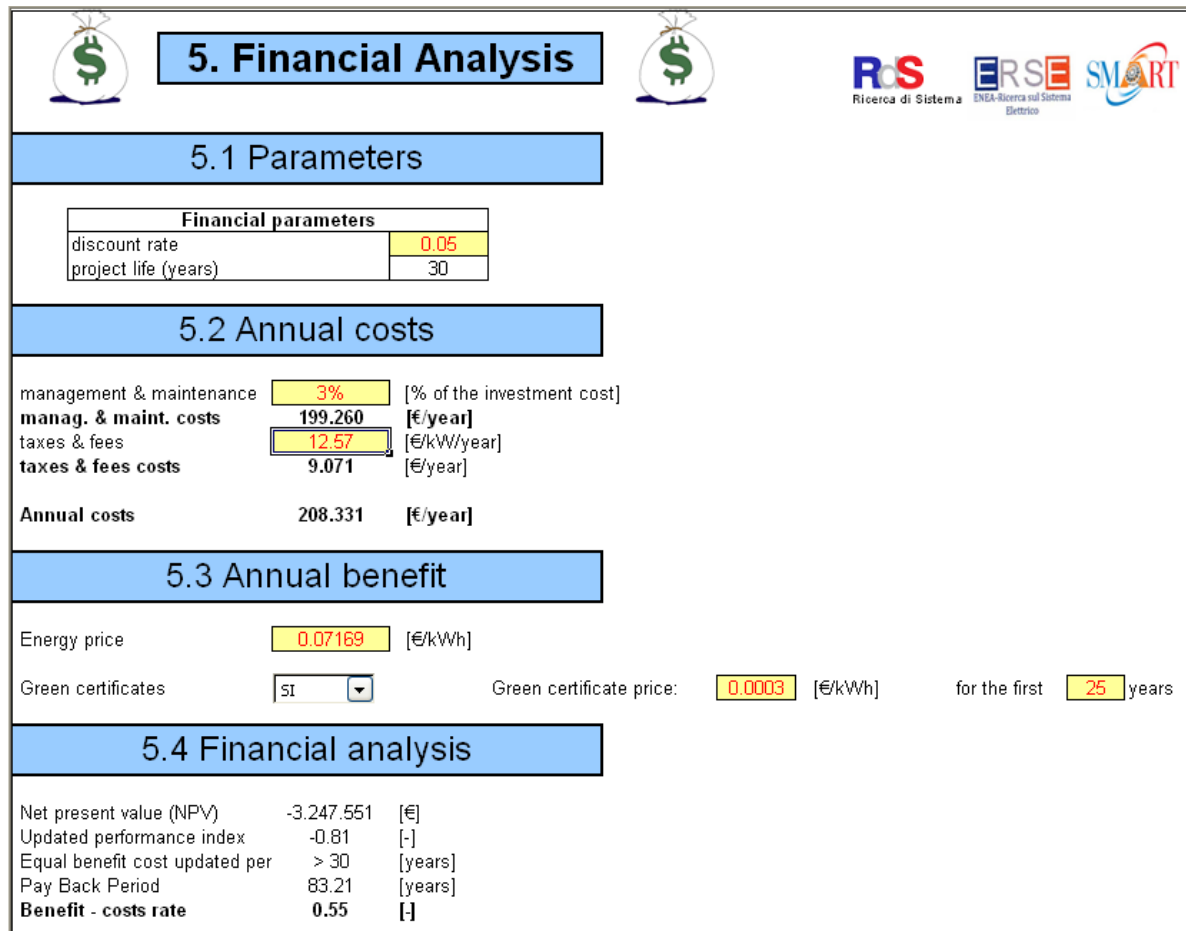 $ 5. Financial Analysis $
RdS
Ricerca di Sistema
ERSE
ENEA-Ricerca sul Sistema
Elettrico
SMART
5.1 Parameters
Financial parameters
discount rate 0.05
project life (years) 30
5.2 Annual costs
management & maintenance 3% [% of the investment cost]
manag. & maint. costs 199.260 [€/year]
taxes & fees 12.57 [€/kW/year]
taxes & fees costs 9.071 [€/year]
Annual costs 208.331 [€/year]
5.3 Annual benefit
Energy price 0.07169 [€/kWh]
Green certificates SI Green certificate price: 0.0003 [€/kWh] for the first 25 years
5.4 Financial analysis
Net present value (NPV) -3.247.551 [€]
Updated performance index -0.81 [-]
Equal benefit cost updated per > 30 [years]
Pay Back Period 83.21 [years]
Benefit - costs rate 0.55 [-]